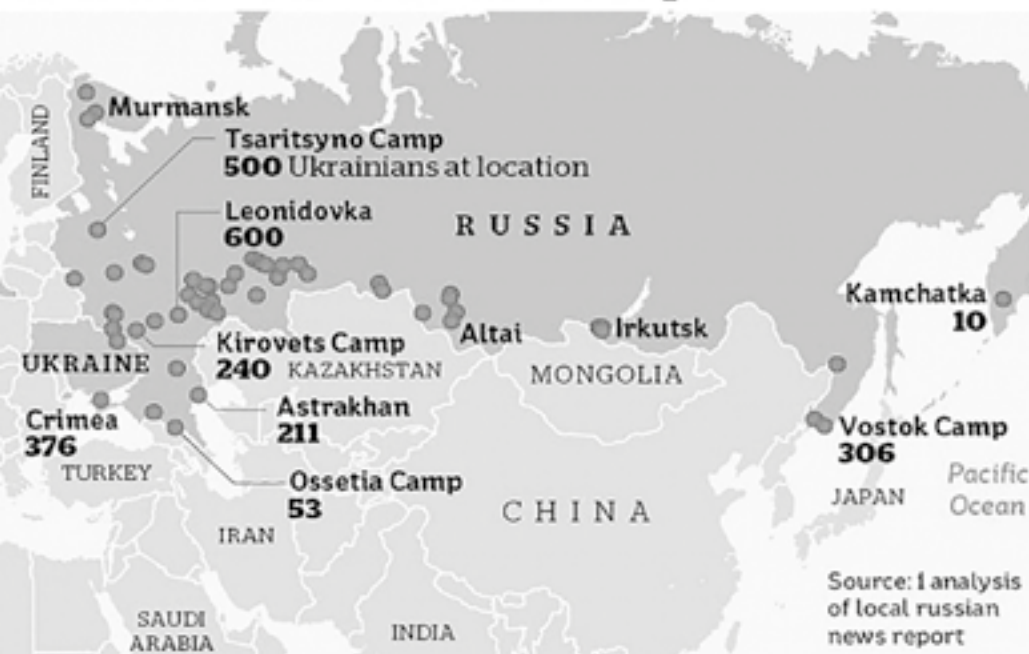 Murmansk
FINLAND
Tsaritsyno Camp
500 Ukrainians at location
Leonidovka
600
RUSSIA
Kamchatka
10
Altai
Irkutsk
Kirovets Camp
240
UKRAINE
KAZAKHSTAN
MONGOLIA
Astrakhan
211
Crimea
376
Vostok Camp
306
TURKEY
Ossetia Camp
53
Pacific
Ocean
JAPAN
CHINA
IRAN
Source: i analysis
of local russian
news report
SAUDI
ARABIA
INDIA